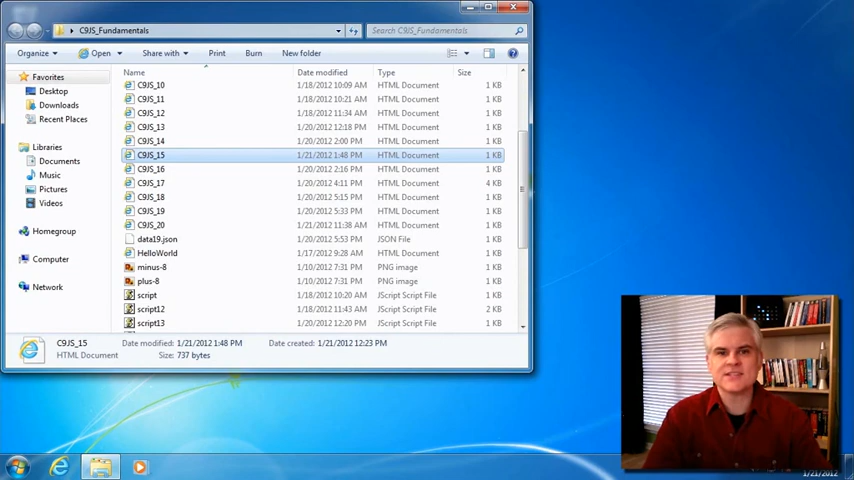 C9JS_Fundamentals
Search C9JS_Fundamentals
Organize Open Share with Print Burn New folder
Name Date modified Type Size
Favorites
Desktop
Downloads
Recent Places
Libraries
Documents
Music
Pictures
Videos
Homegroup
Computer
Network
C9JS_10 1/18/2012 10:09 AM HTML Document 1 KB
C9JS_11 1/18/2012 10:21 AM HTML Document 1 KB
C9JS_12 1/18/2012 11:34 AM HTML Document 1 KB
C9JS_13 1/20/2012 12:18 PM HTML Document 1 KB
C9JS_14 1/20/2012 2:00 PM HTML Document 1 KB
C9JS_15 1/21/2012 1:48 PM HTML Document 1 KB
C9JS_16 1/20/2012 2:16 PM HTML Document 1 KB
C9JS_17 1/20/2012 4:11 PM HTML Document 4 KB
C9JS_18 1/20/2012 5:15 PM HTML Document 1 KB
C9JS_19 1/20/2012 5:33 PM HTML Document 1 KB
C9JS_20 1/21/2012 11:38 AM HTML Document 1 KB
data19.json 1/20/2012 5:53 PM JSON File 1 KB
HelloWorld 1/17/2012 9:28 AM HTML Document 1 KB
minus-8 1/10/2012 7:31 PM PNG image 1 KB
plus-8 1/10/2012 7:31 PM PNG image 1 KB
script 1/18/2012 10:20 AM JScript Script File 1 KB
script12 1/18/2012 11:43 AM JScript Script File 2 KB
script13 1/20/2012 12:20 PM JScript Script File 1 KB
C9JS_15 Date modified: 1/21/2012 1:48 PM Date created: 1/21/2012 12:23 PM
HTML Document Size: 737 bytes
1/21/2012